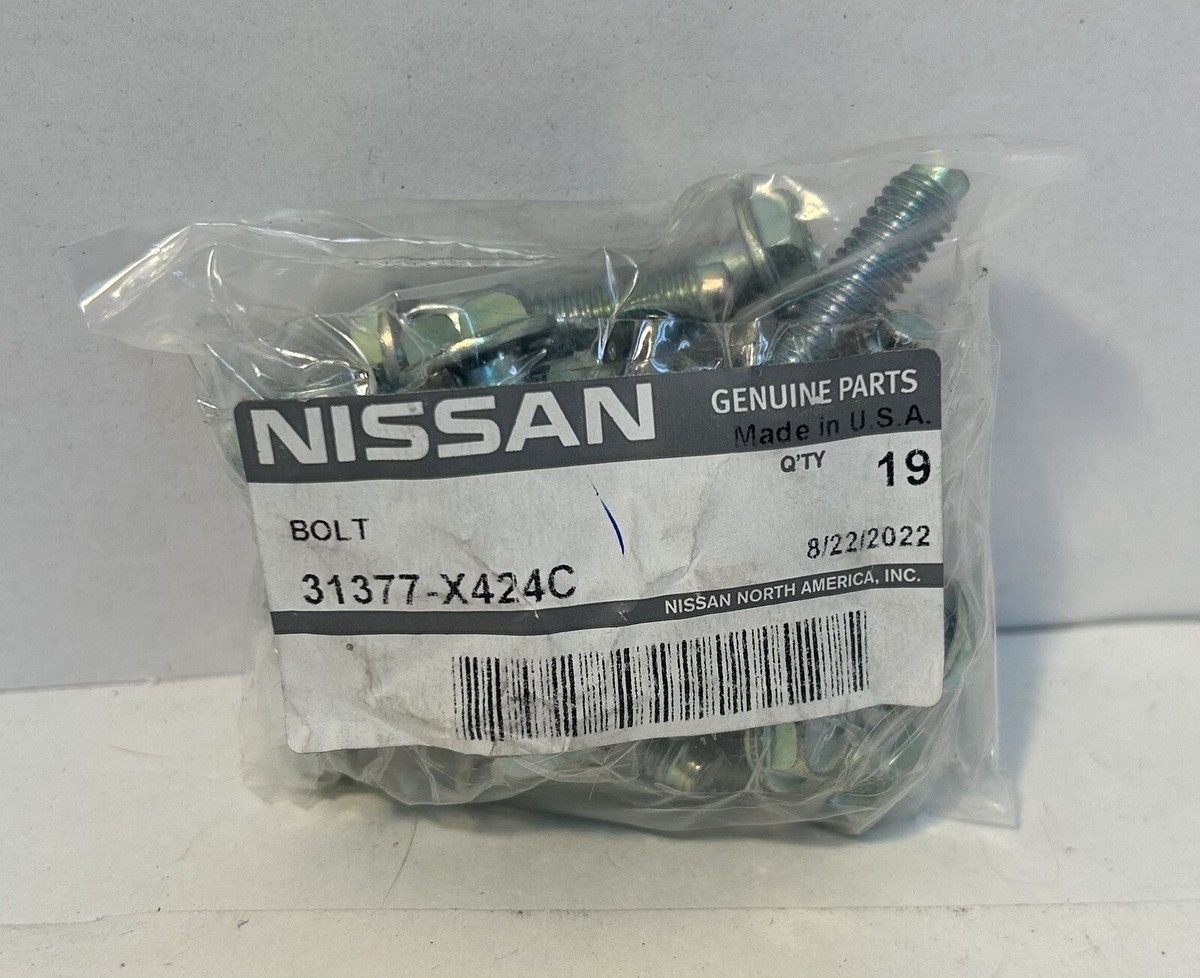 NISSAN
GENUINE PARTS
Made in U.S.A.
Q'TY 19
BOLT
8/22/2022
31377-X424C
NISSAN NORTH AMERICA, INC.